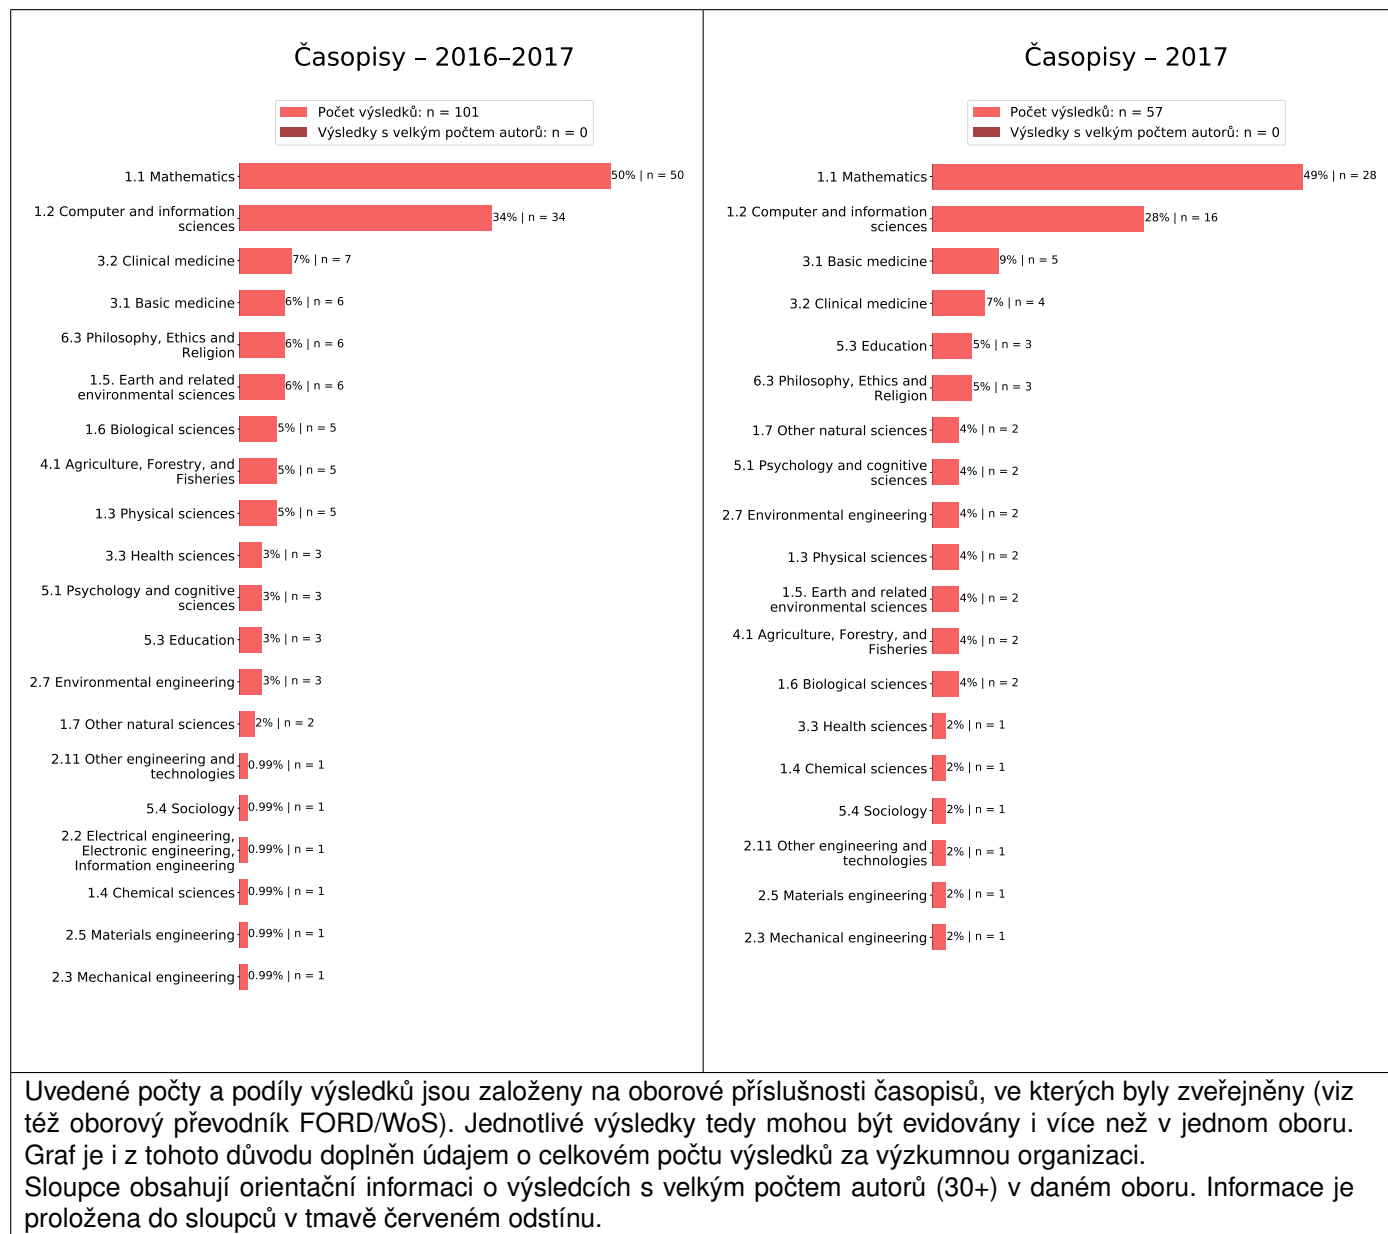 Časopisy – 2016–2017
Počet výsledků: n = 101
Výsledky s velkým počtem autorů: n = 0
1.1 Mathematics
50% | n = 50
1.2 Computer and information
sciences
34% | n = 34
3.2 Clinical medicine
7% | n = 7
3.1 Basic medicine
6% | n = 6
6.3 Philosophy, Ethics and
Religion
6% | n = 6
1.5. Earth and related
environmental sciences
6% | n = 6
1.6 Biological sciences
5% | n = 5
4.1 Agriculture, Forestry, and
Fisheries
5% | n = 5
1.3 Physical sciences
5% | n = 5
3.3 Health sciences
3% | n = 3
5.1 Psychology and cognitive
sciences
3% | n = 3
5.3 Education
3% | n = 3
2.7 Environmental engineering
3% | n = 3
1.7 Other natural sciences
2% | n = 2
2.11 Other engineering and
technologies
0.99% | n = 1
5.4 Sociology
0.99% | n = 1
2.2 Electrical engineering,
Electronic engineering,
Information engineering
0.99% | n = 1
1.4 Chemical sciences
0.99% | n = 1
2.5 Materials engineering
0.99% | n = 1
2.3 Mechanical engineering
0.99% | n = 1
Časopisy – 2017
Počet výsledků: n = 57
Výsledky s velkým počtem autorů: n = 0
1.1 Mathematics
49% | n = 28
1.2 Computer and information
sciences
28% | n = 16
3.1 Basic medicine
9% | n = 5
3.2 Clinical medicine
7% | n = 4
5.3 Education
5% | n = 3
6.3 Philosophy, Ethics and
Religion
5% | n = 3
1.7 Other natural sciences
4% | n = 2
5.1 Psychology and cognitive
sciences
4% | n = 2
2.7 Environmental engineering
4% | n = 2
1.3 Physical sciences
4% | n = 2
1.5. Earth and related
environmental sciences
4% | n = 2
4.1 Agriculture, Forestry, and
Fisheries
4% | n = 2
1.6 Biological sciences
4% | n = 2
3.3 Health sciences
2% | n = 1
1.4 Chemical sciences
2% | n = 1
5.4 Sociology
2% | n = 1
2.11 Other engineering and
technologies
2% | n = 1
2.5 Materials engineering
2% | n = 1
2.3 Mechanical engineering
2% | n = 1
Uvedené počty a podíly výsledků jsou založeny na oborové příslušnosti časopisů, ve kterých byly zveřejněny (viz
též oborový převodník FORD/WoS). Jednotlivé výsledky tedy mohou být evidovány i více než v jednom oboru.
Graf je i z tohoto důvodu doplněn údajem o celkovém počtu výsledků za výzkumnou organizaci.
Sloupce obsahují orientační informaci o výsledcích s velkým počtem autorů (30+) v daném oboru. Informace je
proložena do sloupců v tmavě červeném odstínu.